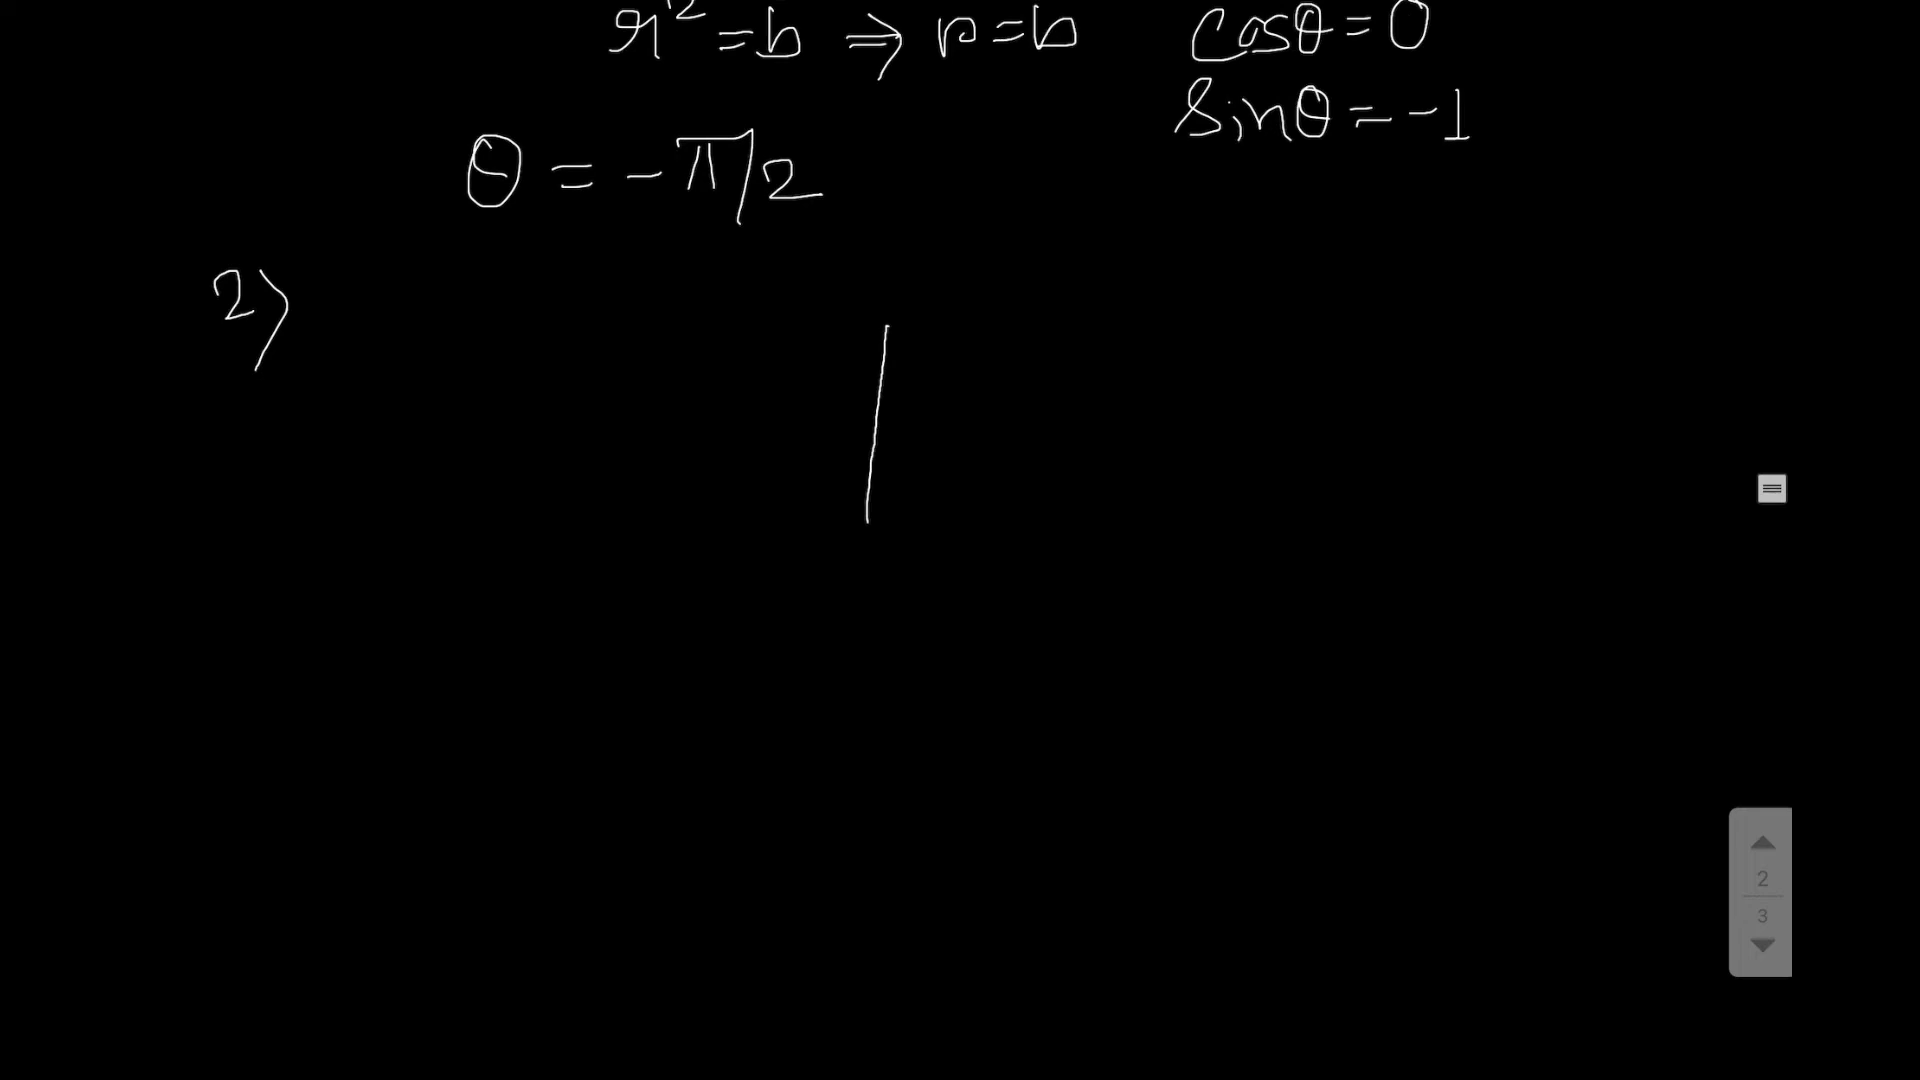 r² = b ⇒ r = b cosθ = 0
sinθ = -1
θ = -π/2
2)
2
3